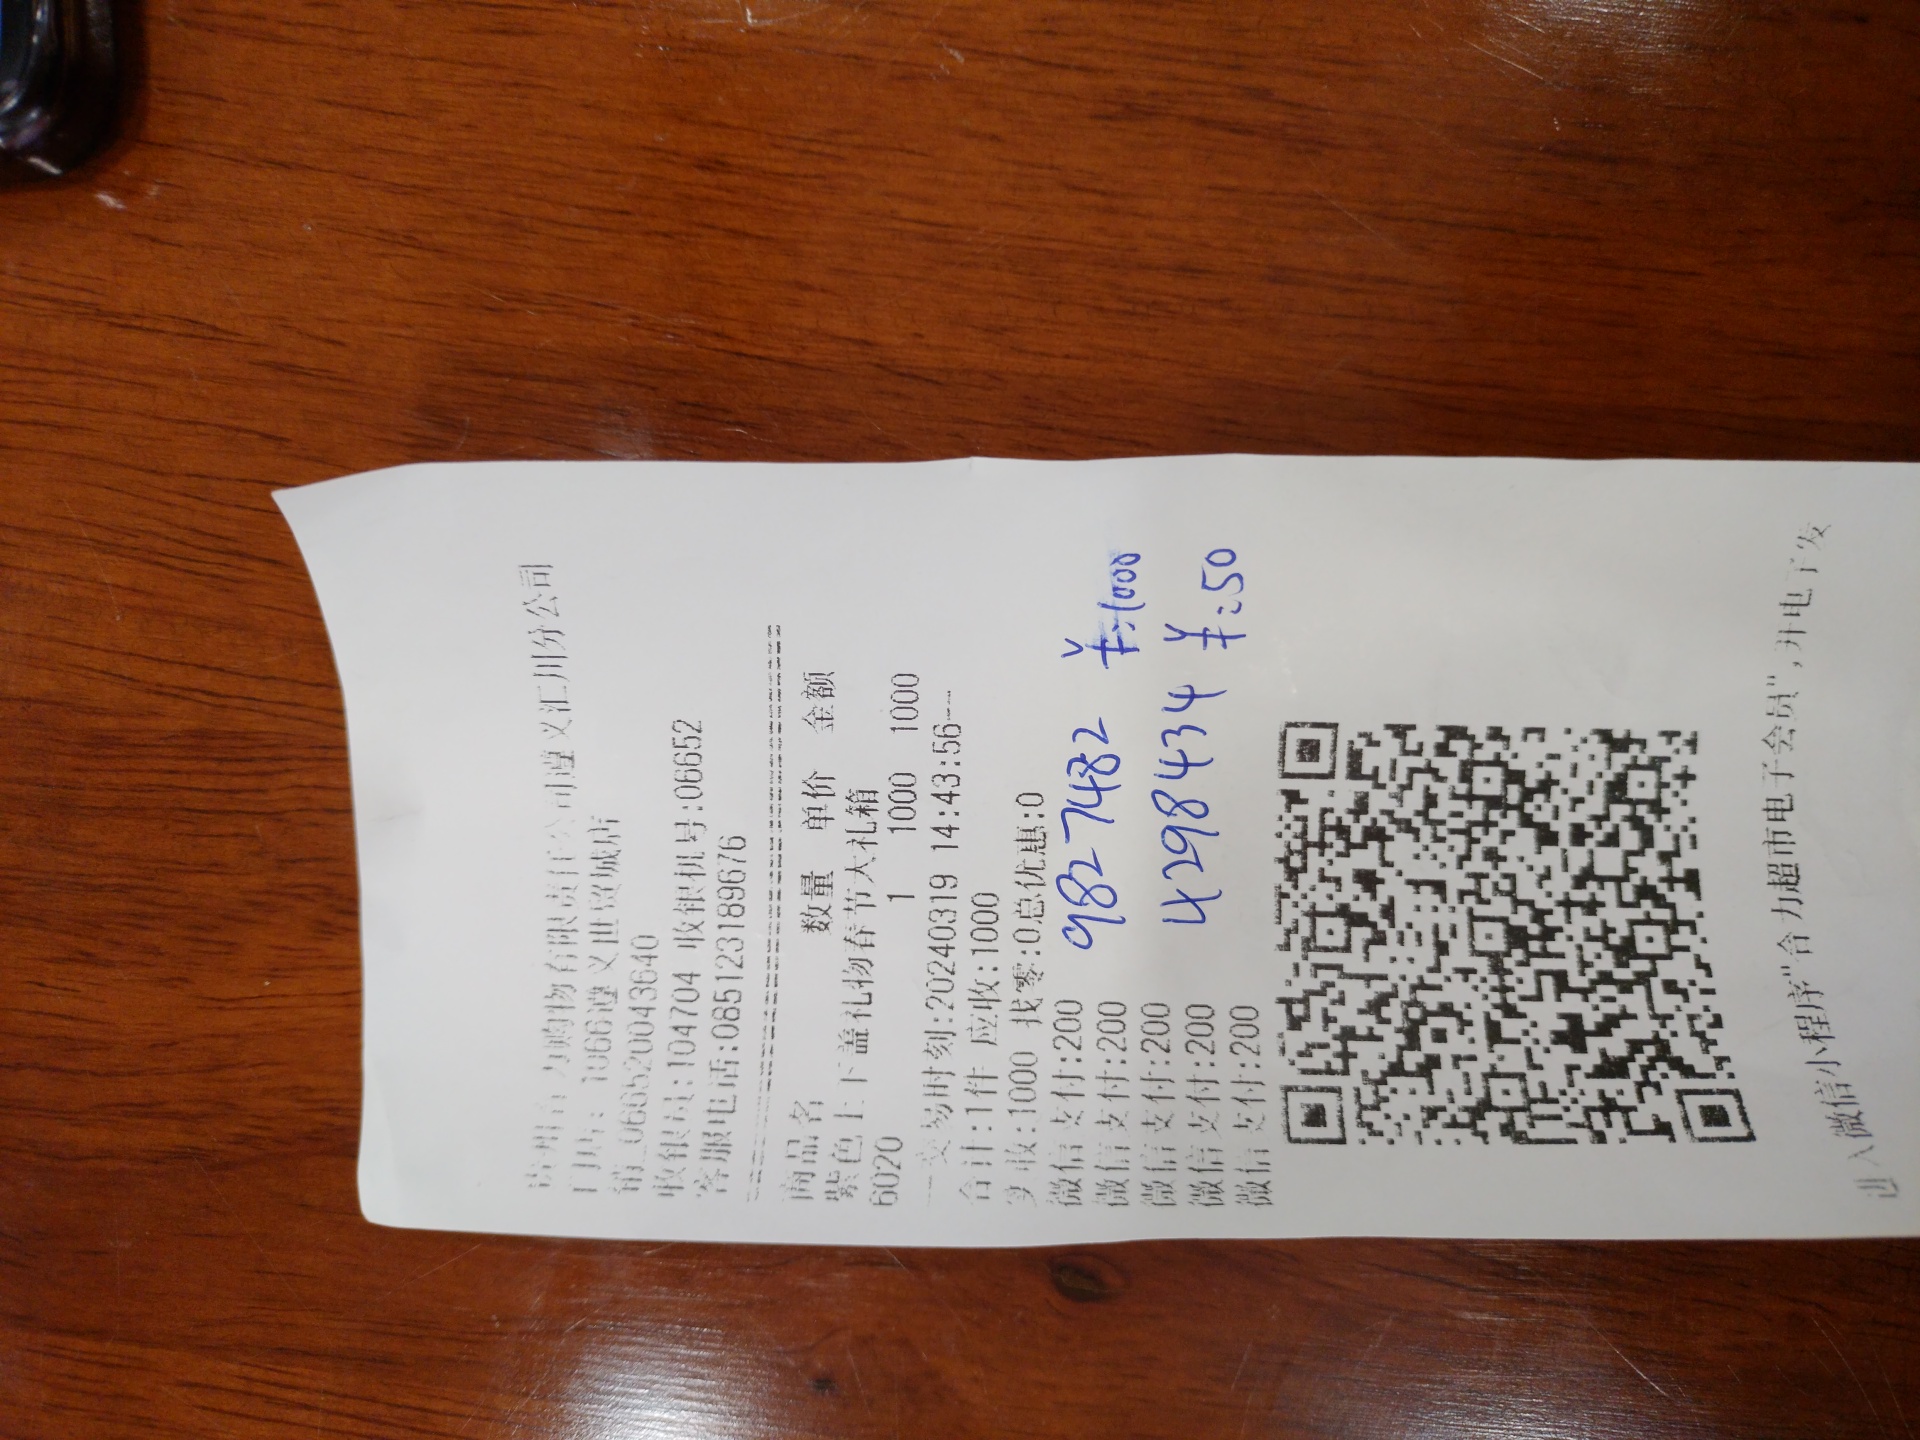 贵州合力购物有限责任公司遵义汇川分公司
门店: 1066遵义世贸城店
销_066520043640
收银员:104704 收银机号:06652
客服电话:085123189676
商品名 数量 单价 金额
紫色上下盖礼物春节大礼箱
6020 1 1000 1000
交易时刻:20240319 14:43:56
合计:1件 应收:1000
实收:1000 找零:0总优惠:0
微信支付:200
微信支付:200
微信支付:200
微信支付:200
微信支付:200
9827482 ¥:1000
4298434 ¥:50
进入微信小程序"合力超市电子会员",开电子发